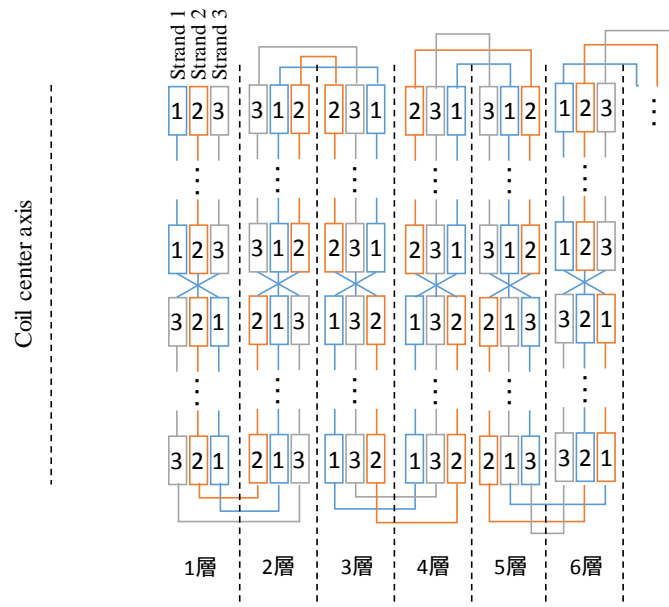 Strand 1
Strand 2
Strand 3
Coil center axis
1 2 3 3 1 2 2 3 1 2 3 1 3 1 2 1 2 3
1 2 3 3 1 2 2 3 1 2 3 1 3 1 2 1 2 3
3 2 1 2 1 3 1 3 2 1 3 2 2 1 3 3 2 1
3 2 1 2 1 3 1 3 2 1 3 2 2 1 3 3 2 1
1層 2層 3層 4層 5層 6層